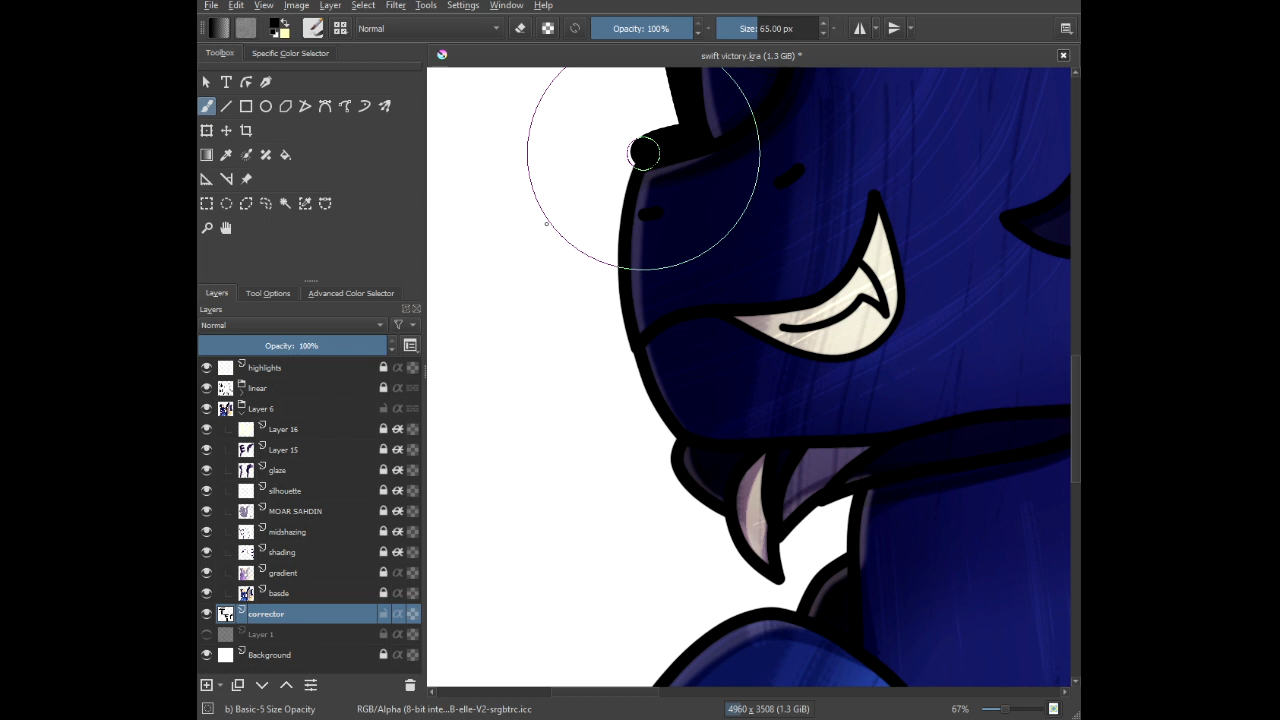 File Edit View Image Layer Select Filter Tools Settings Window Help
Normal Opacity: 100% Size: 65.00 px
Toolbox Specific Color Selector
swift victory.kra (1.3 GiB) *
Layers Tool Options Advanced Color Selector
Layers
Normal
Opacity: 100%
highlights
linear
Layer 6
Layer 16
Layer 15
glaze
silhouette
MOAR SAHDIN
midshazing
shading
gradient
basde
corrector
Layer 1
Background
b) Basic-5 Size Opacity RGB/Alpha (8-bit inte...B-elle-V2-srgbtrc.icc 4960 x 3508 (1.3 GiB) 67%